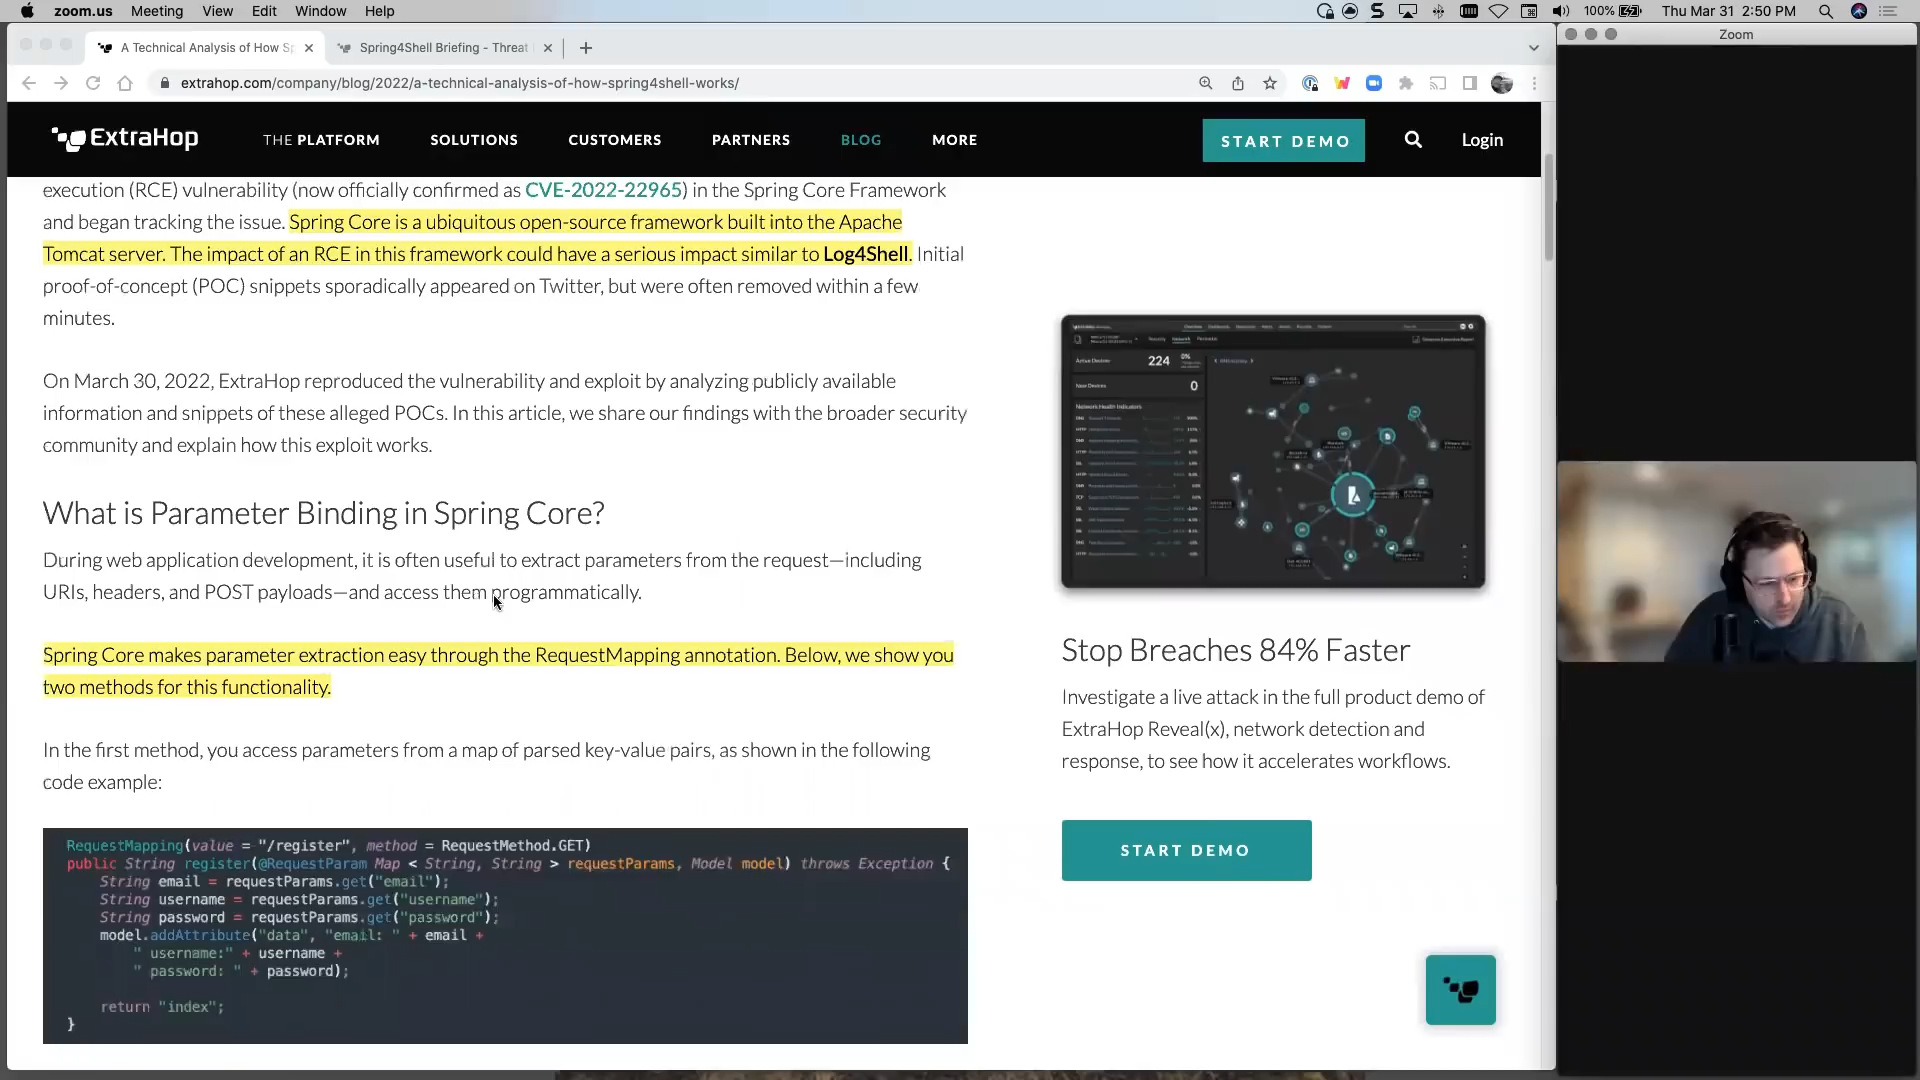 zoom.us Meeting View Edit Window Help
100% Thu Mar 31 2:50 PM
A Technical Analysis of How Sp
Spring4Shell Briefing - Threat
Zoom
extrahop.com/company/blog/2022/a-technical-analysis-of-how-spring4shell-works/
ExtraHop THE PLATFORM SOLUTIONS CUSTOMERS PARTNERS BLOG MORE START DEMO Login
execution (RCE) vulnerability (now officially confirmed as CVE-2022-22965) in the Spring Core Framework
and began tracking the issue. Spring Core is a ubiquitous open-source framework built into the Apache
Tomcat server. The impact of an RCE in this framework could have a serious impact similar to Log4Shell. Initial
proof-of-concept (POC) snippets sporadically appeared on Twitter, but were often removed within a few
minutes.
On March 30, 2022, ExtraHop reproduced the vulnerability and exploit by analyzing publicly available
information and snippets of these alleged POCs. In this article, we share our findings with the broader security
community and explain how this exploit works.
What is Parameter Binding in Spring Core?
During web application development, it is often useful to extract parameters from the request—including
URIs, headers, and POST payloads—and access them programmatically.
Spring Core makes parameter extraction easy through the RequestMapping annotation. Below, we show you
two methods for this functionality.
In the first method, you access parameters from a map of parsed key-value pairs, as shown in the following
code example:
RequestMapping(value = "/register", method = RequestMethod.GET)
public String register(@RequestParam Map < String, String > requestParams, Model model) throws Exception {
String email = requestParams.get("email");
String username = requestParams.get("username");
String password = requestParams.get("password");
model.addAttribute("data", "email: " + email +
" username:" + username +
" password: " + password);
return "index";
}
Active Devices 224 0%
New Devices 0
Network Health Indicators
Stop Breaches 84% Faster
Investigate a live attack in the full product demo of
ExtraHop Reveal(x), network detection and
response, to see how it accelerates workflows.
START DEMO